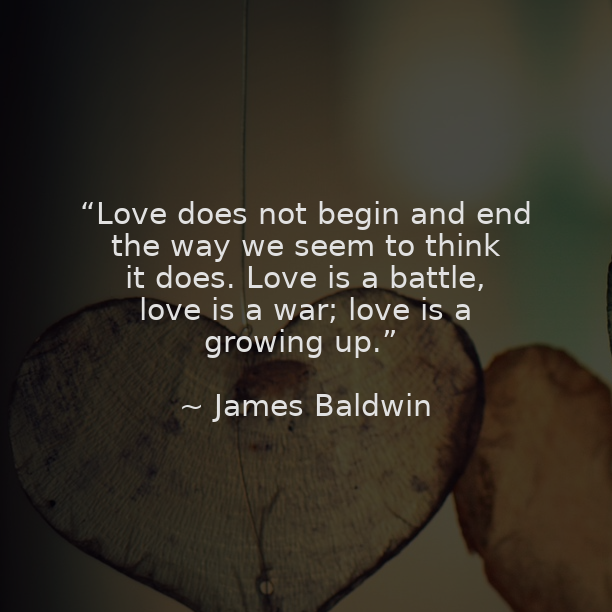 “Love does not begin and end
the way we seem to think
it does. Love is a battle,
love is a war; love is a
growing up.”
~ James Baldwin